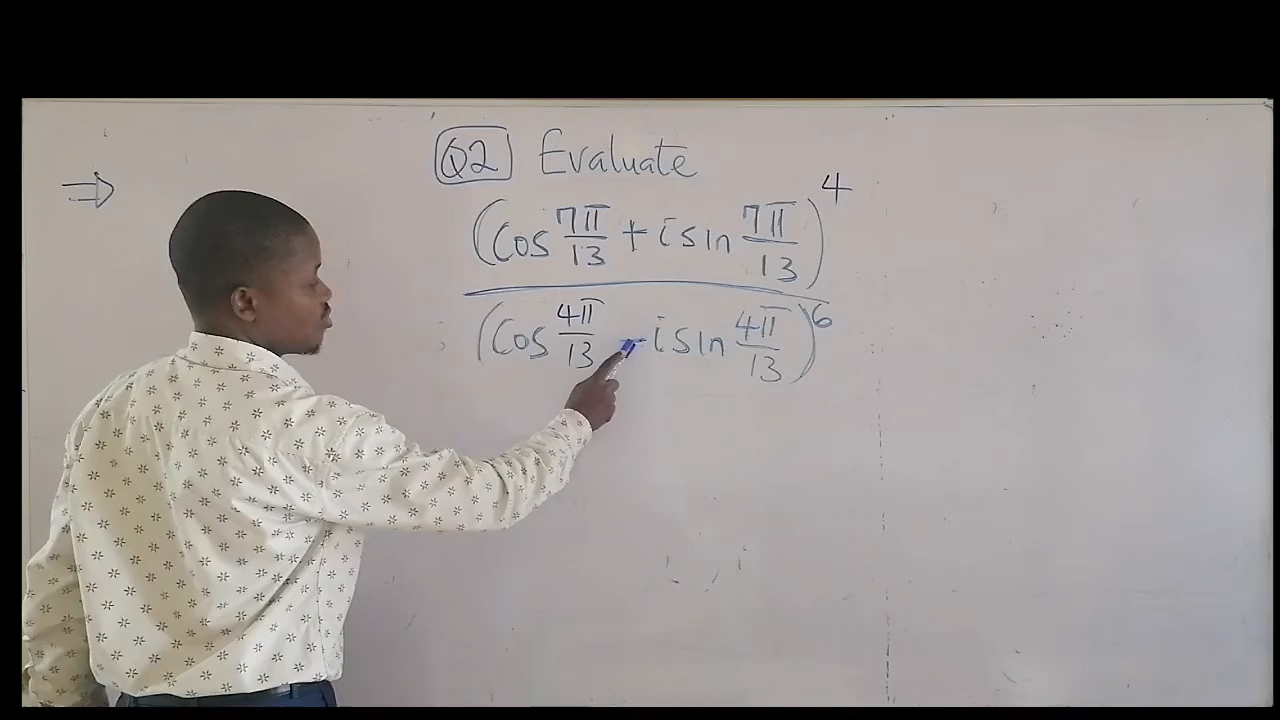 ⇒
Q2 Evaluate
(Cos 7π/13 + i sin 7π/13)^4
(Cos 4π/13 - i sin 4π/13)^6